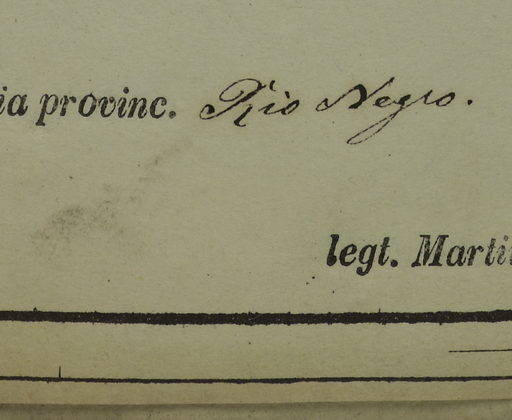 ia provinc. Rio Negro.
legt. Marti